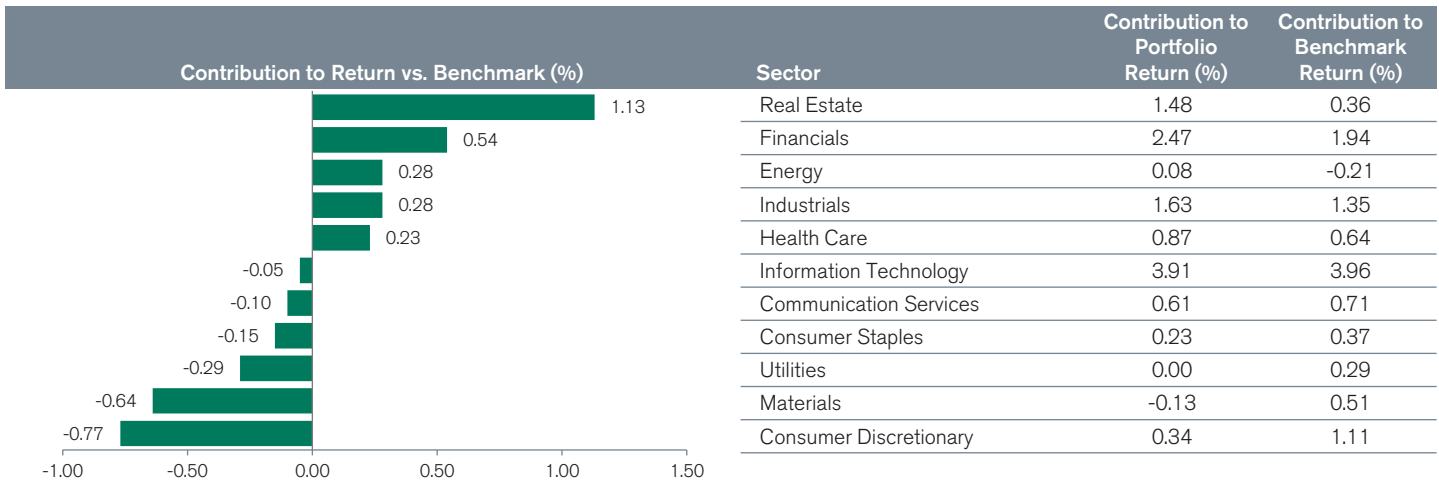 Contribution to Return vs. Benchmark (%)
Sector
Contribution to
Portfolio
Return (%)
Contribution to
Benchmark
Return (%)
1.13
Real Estate 1.48 0.36
0.54
Financials 2.47 1.94
0.28
Energy 0.08 -0.21
0.28
Industrials 1.63 1.35
0.23
Health Care 0.87 0.64
-0.05
Information Technology 3.91 3.96
-0.10
Communication Services 0.61 0.71
-0.15
Consumer Staples 0.23 0.37
-0.29
Utilities 0.00 0.29
-0.64
Materials -0.13 0.51
-0.77
Consumer Discretionary 0.34 1.11
-1.00 -0.50 0.00 0.50 1.00 1.50